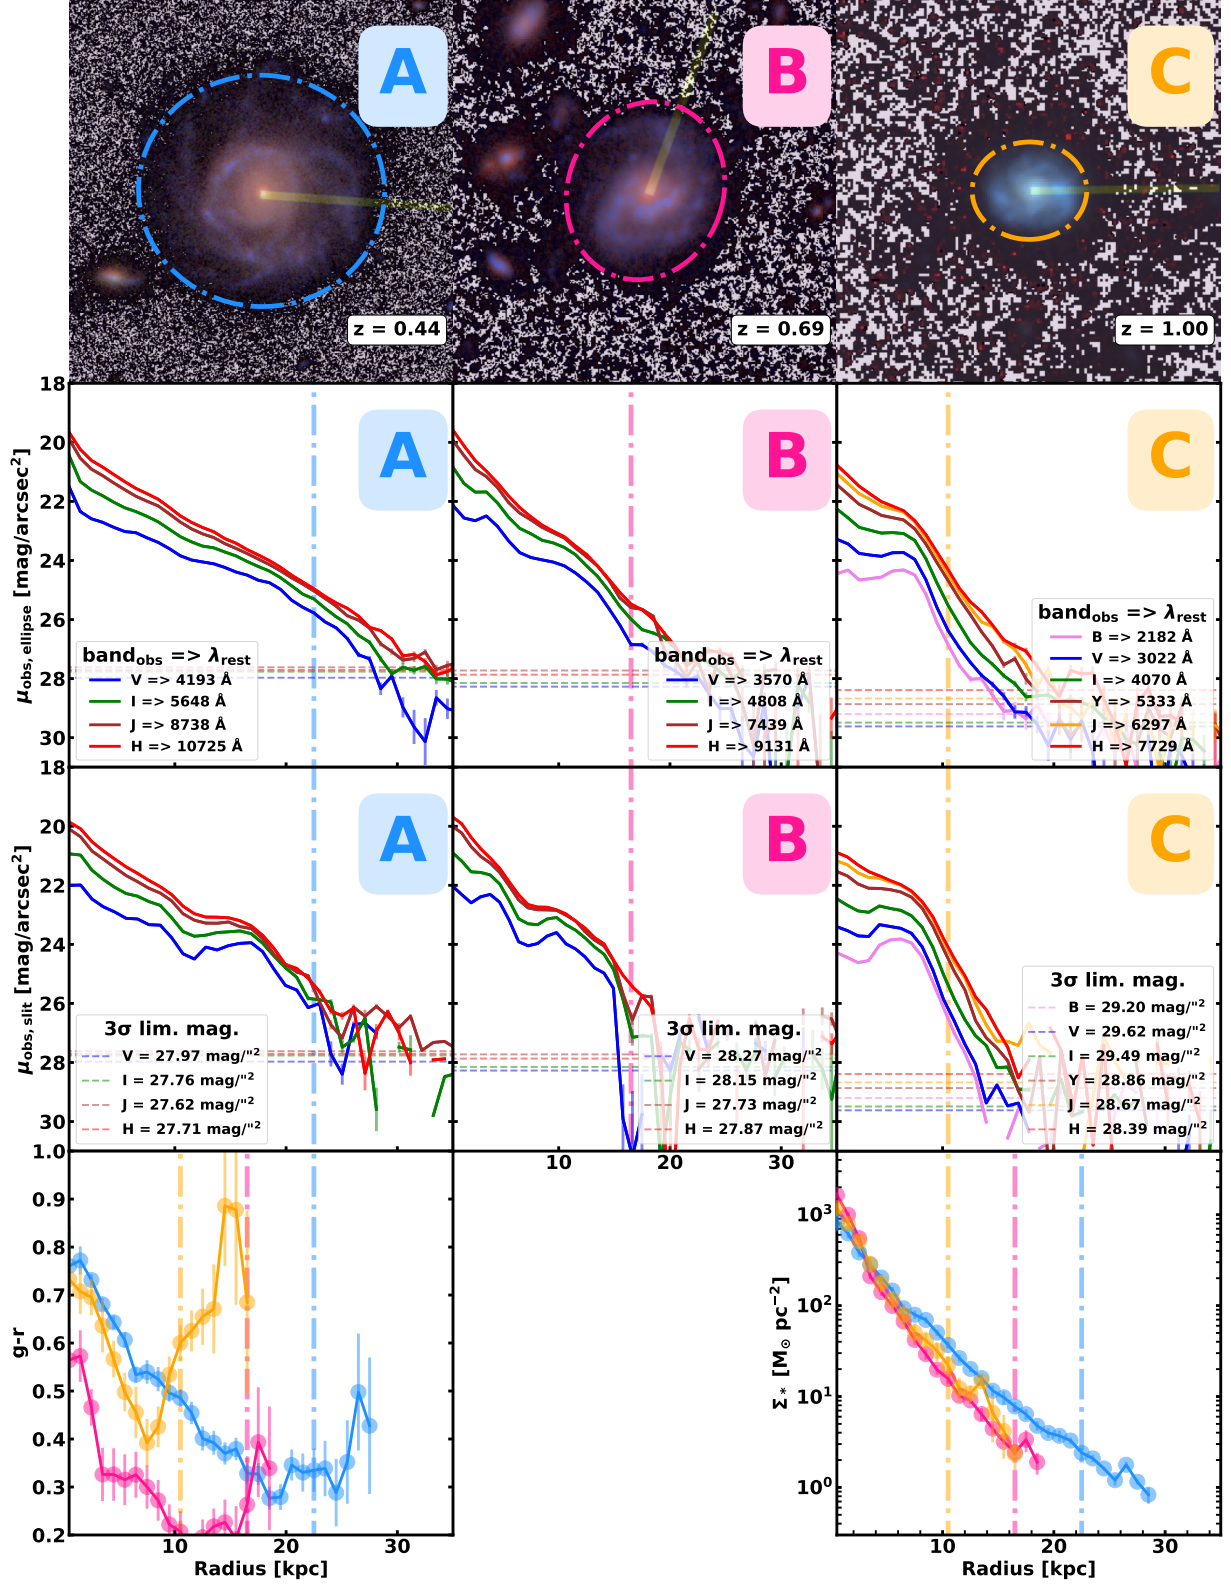 A
B
C
z = 0.44
z = 0.69
z = 1.00
18
20
22
24
26
28
30
μobs, ellipse [mag/arcsec²]
A
B
C
bandobs => λrest
V => 4193 Å
I => 5648 Å
J => 8738 Å
H => 10725 Å
bandobs => λrest
V => 3570 Å
I => 4808 Å
J => 7439 Å
H => 9131 Å
bandobs => λrest
B => 2182 Å
V => 3022 Å
I => 4070 Å
Y => 5333 Å
J => 6297 Å
H => 7729 Å
18
20
22
24
26
28
30
μobs, slit [mag/arcsec²]
A
B
C
3σ lim. mag.
V = 27.97 mag/"²
I = 27.76 mag/"²
J = 27.62 mag/"²
H = 27.71 mag/"²
3σ lim. mag.
V = 28.27 mag/"²
I = 28.15 mag/"²
J = 27.73 mag/"²
H = 27.87 mag/"²
3σ lim. mag.
B = 29.20 mag/"²
V = 29.62 mag/"²
I = 29.49 mag/"²
Y = 28.86 mag/"²
J = 28.67 mag/"²
H = 28.39 mag/"²
10 20 30
1.0
0.9
0.8
0.7
0.6
0.5
0.4
0.3
0.2
g-r
10 20 30
Radius [kpc]
10³
10²
10¹
10⁰
Σ* [M⊙ pc⁻²]
10 20 30
Radius [kpc]